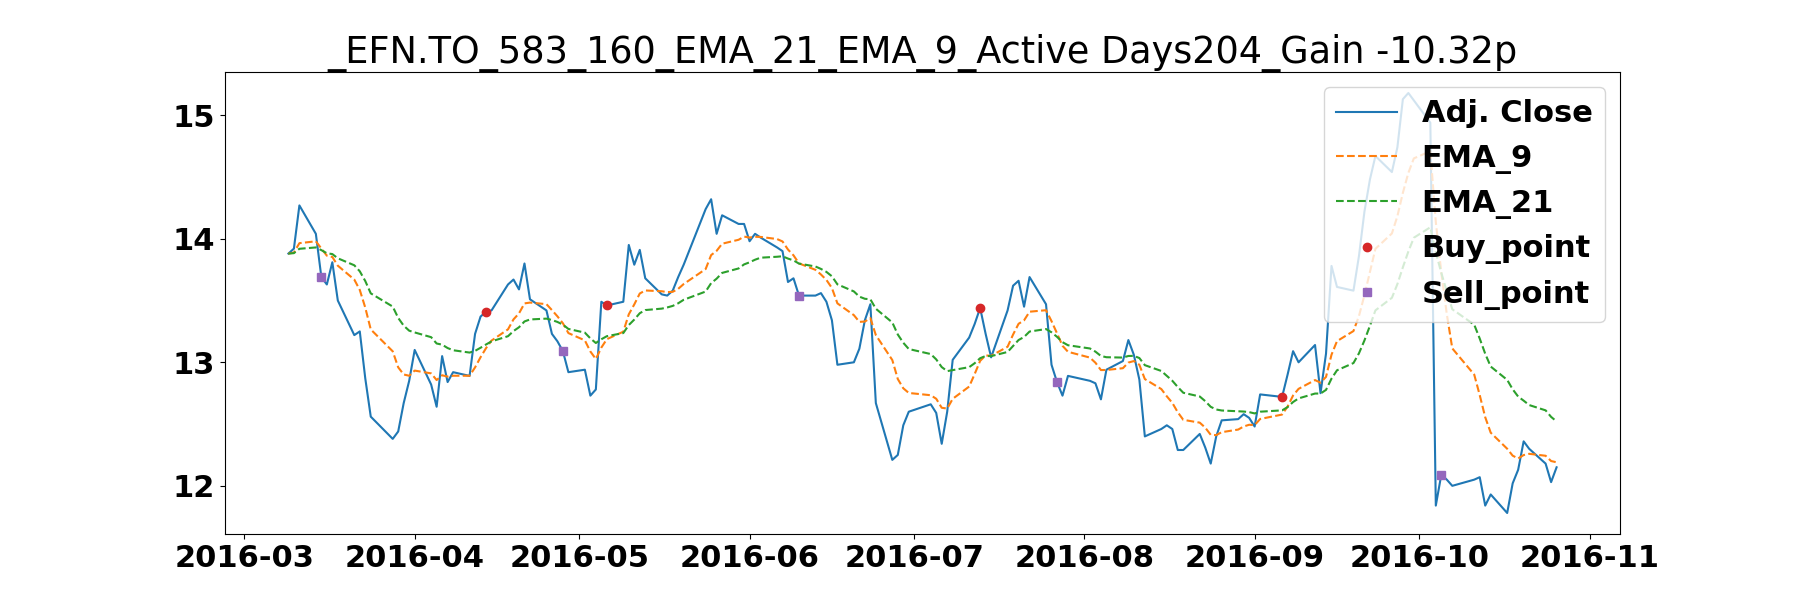 _EFN.TO_583_160_EMA_21_EMA_9_Active Days204_Gain -10.32p
15
14
13
12
Adj. Close
EMA_9
EMA_21
Buy_point
Sell_point
2016-03 2016-04 2016-05 2016-06 2016-07 2016-08 2016-09 2016-10 2016-11